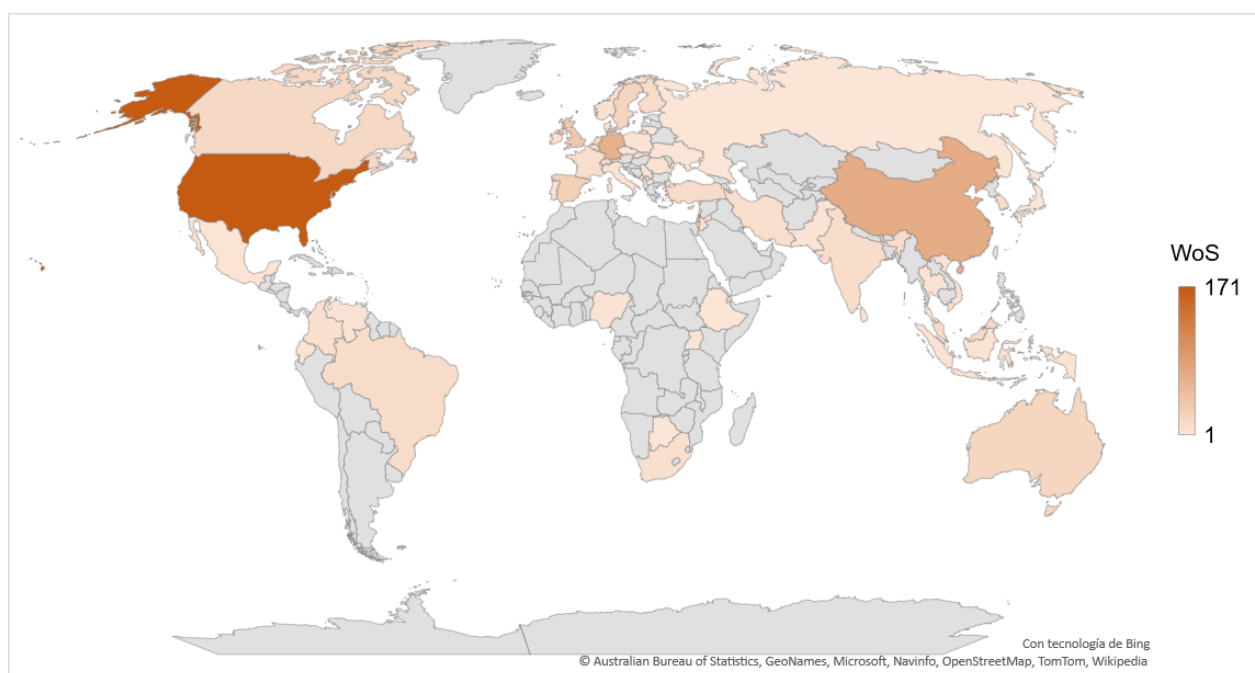 WoS
171
1
Con tecnología de Bing
© Australian Bureau of Statistics, GeoNames, Microsoft, Navinfo, OpenStreetMap, TomTom, Wikipedia